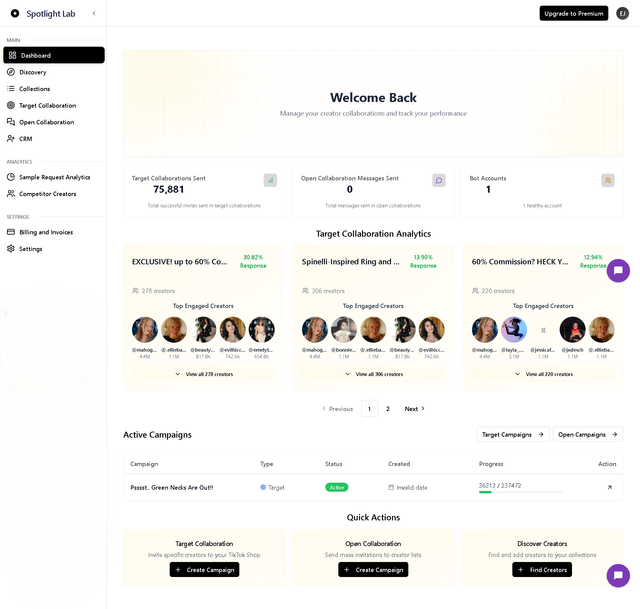 Spotlight Lab
Upgrade to Premium
EJ
MAIN
Dashboard
Discovery
Collections
Target Collaboration
Open Collaboration
CRM
ANALYTICS
Sample Request Analytics
Competitor Creators
SETTINGS
Billing and Invoices
Settings
Welcome Back
Manage your creator collaborations and track your performance
Target Collaborations Sent
75,881
Total successful invites sent in target collaborations
Open Collaboration Messages Sent
0
Total messages sent in open collaborations
Bot Accounts
1
1 healthy account
Target Collaboration Analytics
EXCLUSIVE! up to 60% Co...
30.82%
Response
278 creators
Top Engaged Creators
@mahog... @.ellieba... @beauty... @evilhicc... @emelyt...
4.4M 1.1M 817.8K 742.6K 654.8K
View all 278 creators
Spinelli-Inspired Ring and ...
13.90%
Response
306 creators
Top Engaged Creators
@mahog... @bonnie... @.ellieba... @beauty... @evilhicc...
4.4M 1.1M 817.8K 742.6K
View all 306 creators
60% Commission? HECK Y...
12.94%
Response
220 creators
Top Engaged Creators
JE
@mahog... @layla_... @jessicaf... @judesch @.ellieba...
4.4M 3.1M 1.1M 1.1M
View all 220 creators
Previous 1 2 Next
Active Campaigns
Target Campaigns
Open Campaigns
Campaign Type Status Created Progress Action
Psssst.. Green Necks Are Out!! Target Active Invalid date 36313 / 237472
Quick Actions
Target Collaboration
Invite specific creators to your TikTok Shop
Create Campaign
Open Collaboration
Send mass invitations to creator lists
Create Campaign
Discover Creators
Find and add creators to your collections
Find Creators